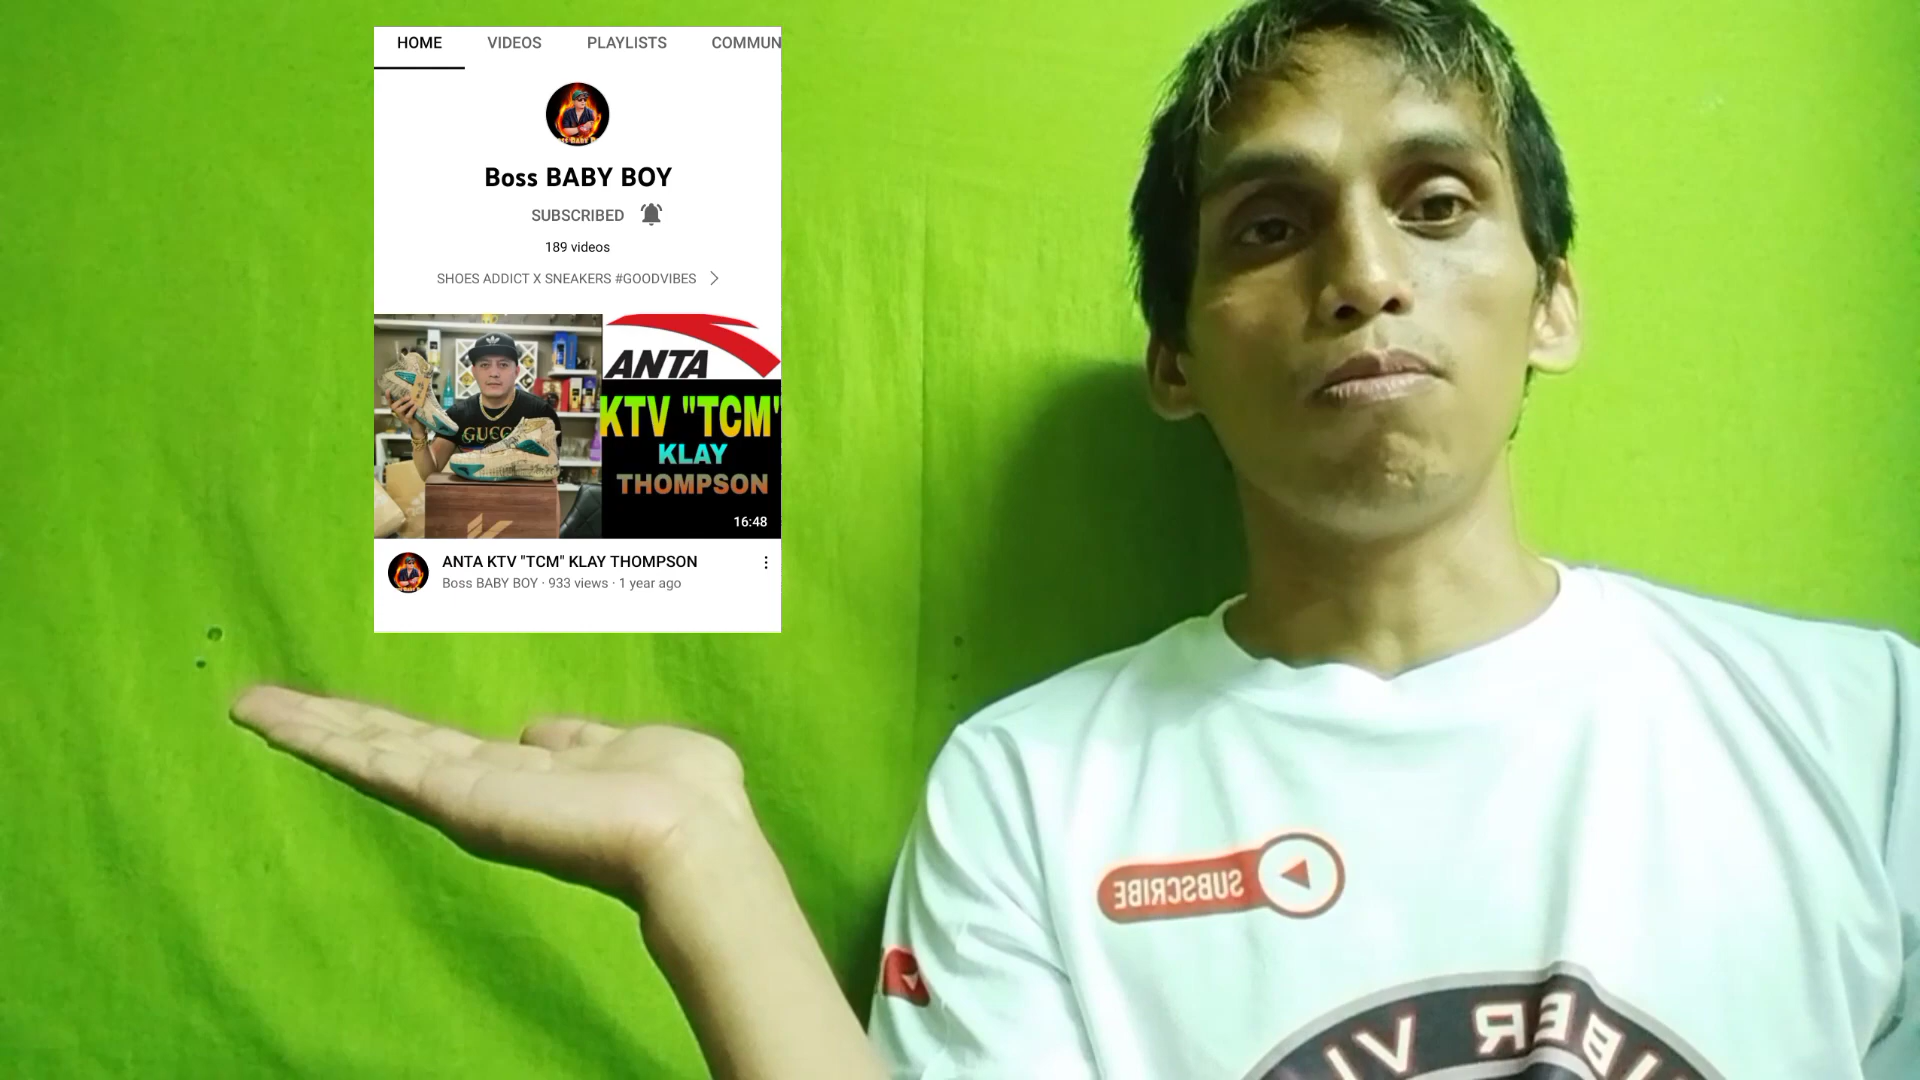 HOME VIDEOS PLAYLISTS COMMUN
Boss BABY BOY
SUBSCRIBED
189 videos
SHOES ADDICT X SNEAKERS #GOODVIBES
ANTA
GUCCI
KTV "TCM"
KLAY
THOMPSON
16:48
ANTA KTV "TCM" KLAY THOMPSON
Boss BABY BOY · 933 views · 1 year ago
SUBSCRIBE